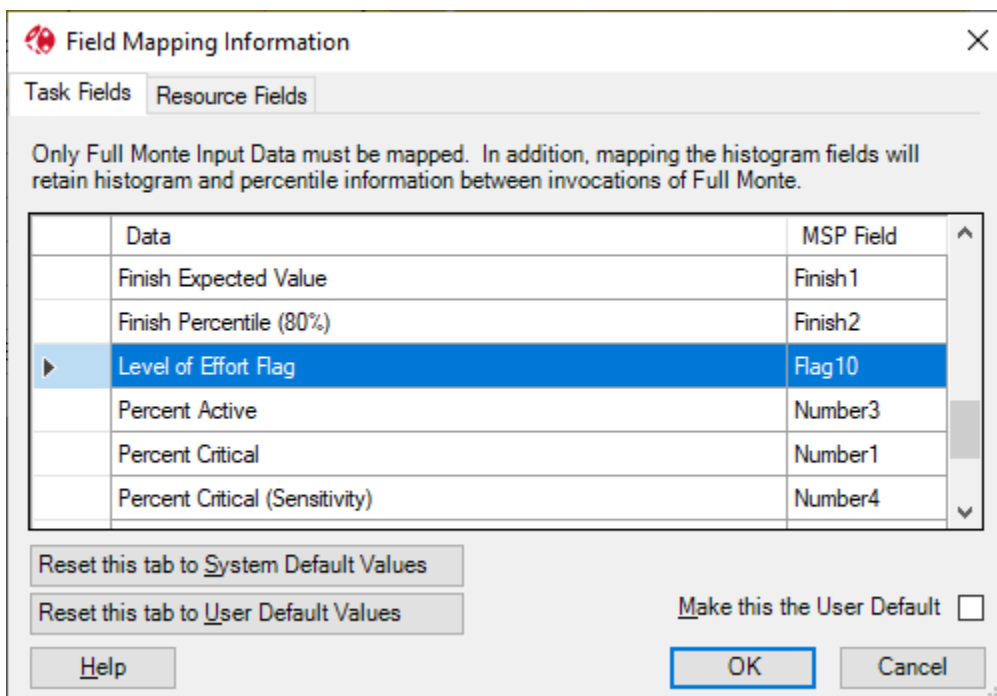 Field Mapping Information
Task Fields Resource Fields
Only Full Monte Input Data must be mapped. In addition, mapping the histogram fields will
retain histogram and percentile information between invocations of Full Monte.
Data MSP Field
Finish Expected Value Finish1
Finish Percentile (80%) Finish2
Level of Effort Flag Flag10
Percent Active Number3
Percent Critical Number1
Percent Critical (Sensitivity) Number4
Reset this tab to System Default Values
Reset this tab to User Default Values Make this the User Default
Help OK Cancel